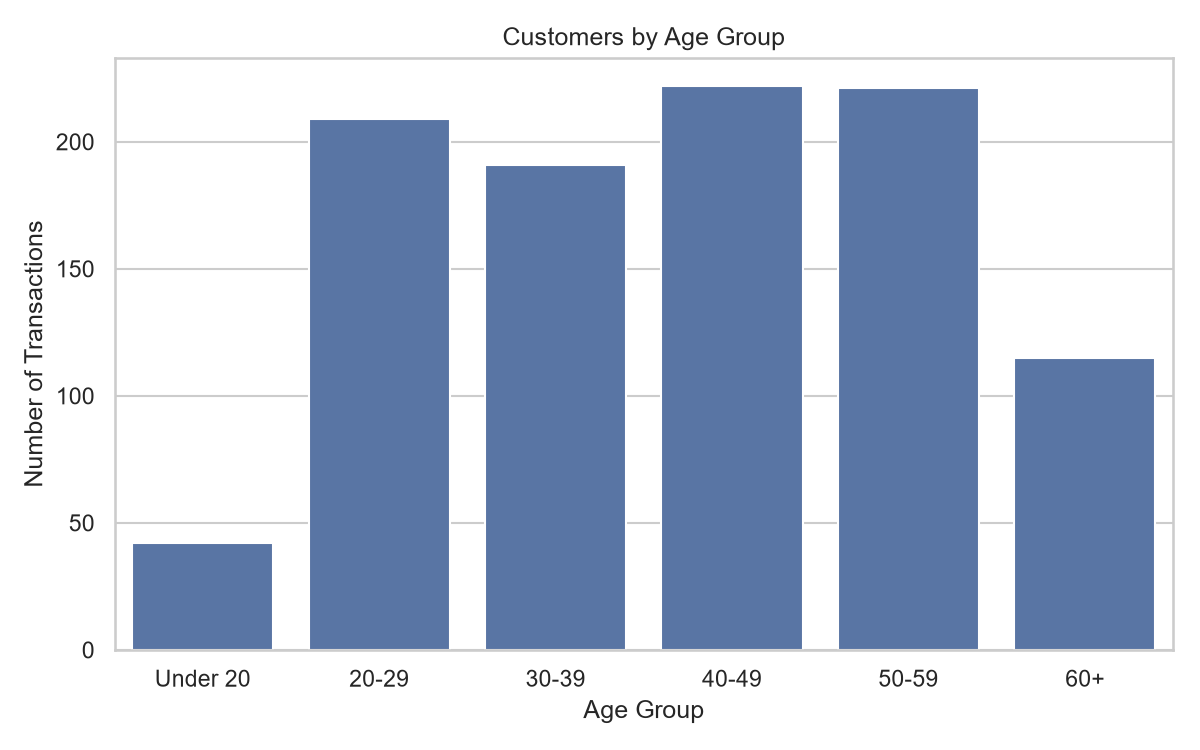 Customers by Age Group
Number of Transactions
200
150
100
50
0
Under 20 20-29 30-39 40-49 50-59 60+
Age Group